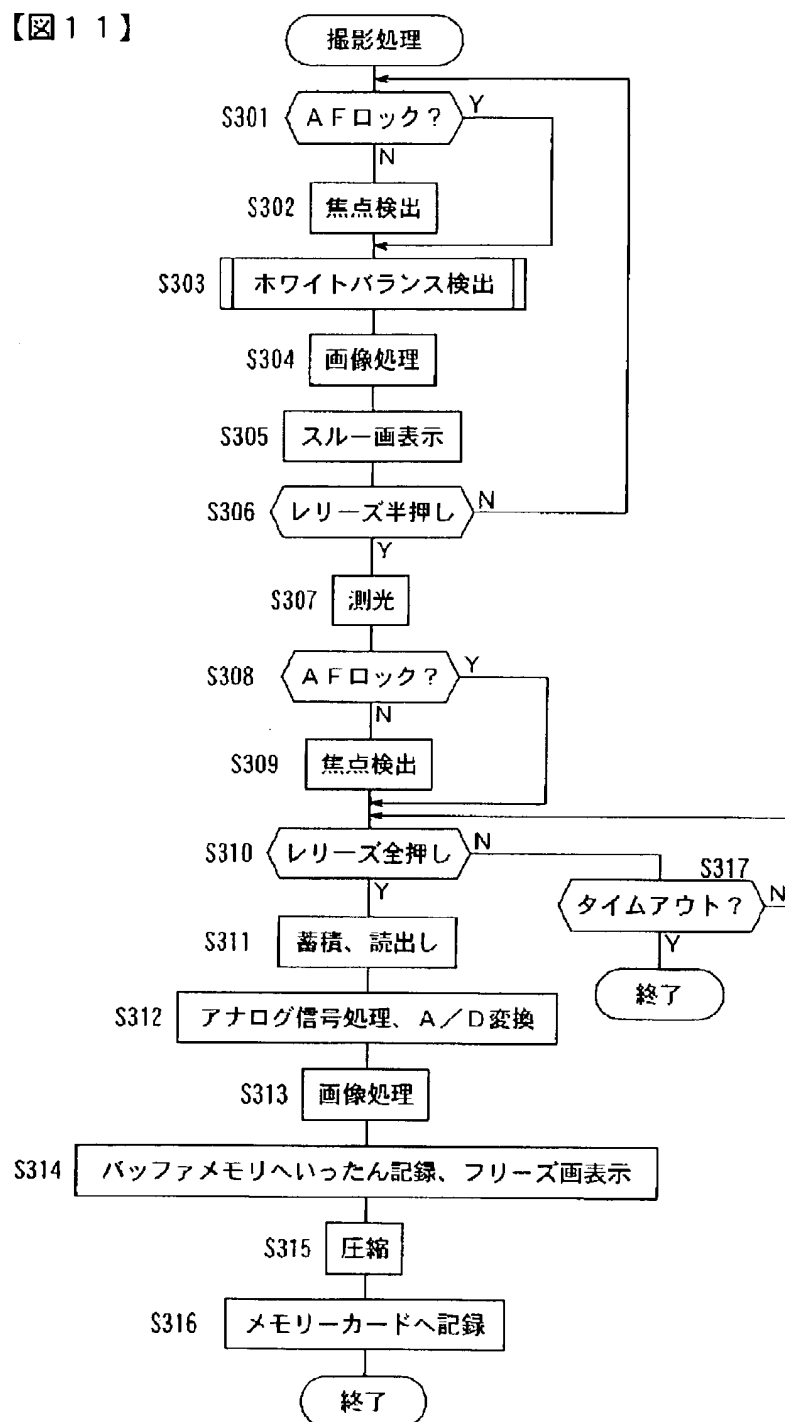 【図11】
撮影処理
S301 AFロック? Y
N
S302 焦点検出
S303 ホワイトバランス検出
S304 画像処理
S305 スルー画表示
S306 レリーズ半押し N
Y
S307 測光
S308 AFロック? Y
N
S309 焦点検出
S310 レリーズ全押し N
Y
S317
タイムアウト? N
Y
終了
S311 蓄積、読出し
S312 アナログ信号処理、A/D変換
S313 画像処理
S314 バッファメモリへいったん記録、フリーズ画表示
S315 圧縮
S316 メモリーカードへ記録
終了